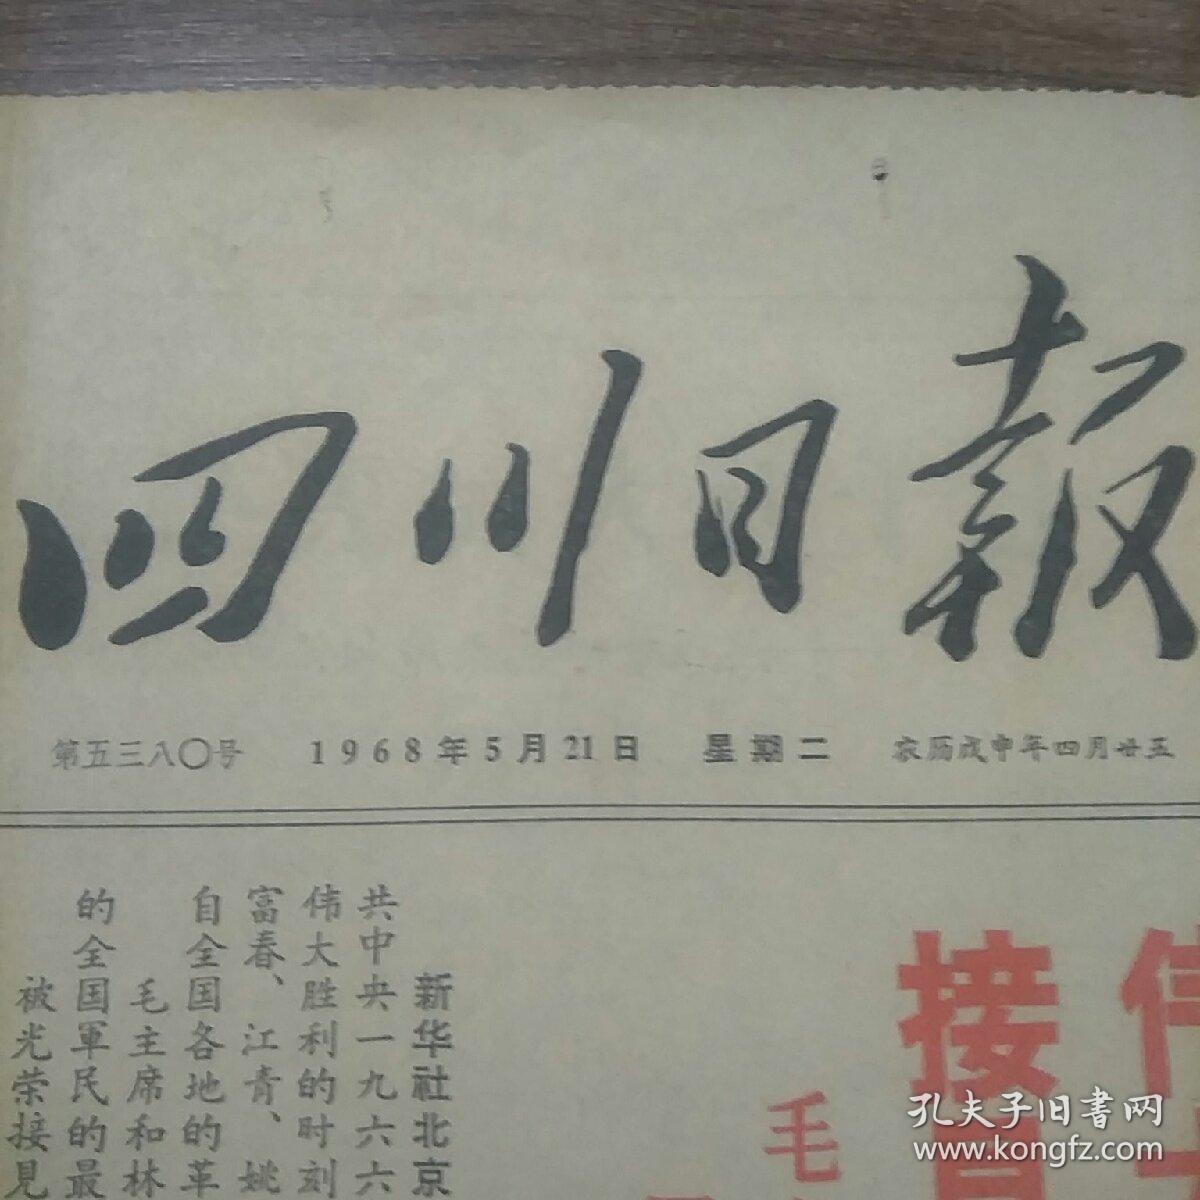 四川日报
第五三八〇号 1968年5月21日 星期二 农历戊申年四月廿五
伟
接見
毛
新华社北京
共中央一九六六
伟大胜利的时刻
富春、江青、姚
自全国各地的革
毛主席和林
的全国軍民的最
被光荣接見
孔夫子旧书网
www.kongfz.com